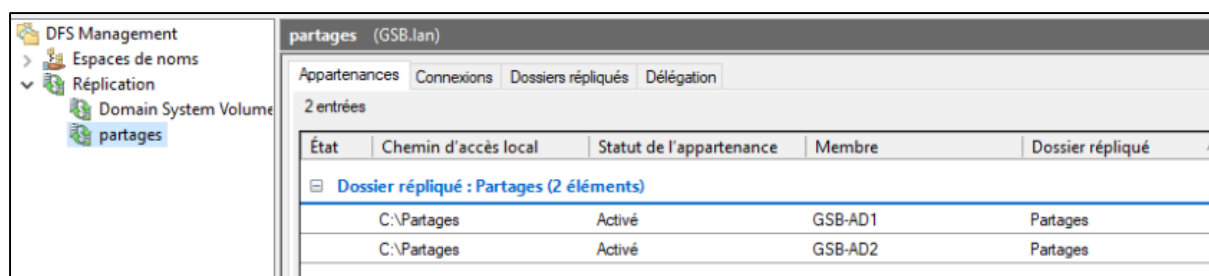 DFS Management
Espaces de noms
Réplication
Domain System Volume
partages
partages (GSB.lan)
Appartenances Connexions Dossiers répliqués Délégation
2 entrées
État Chemin d'accès local Statut de l'appartenance Membre Dossier répliqué
Dossier répliqué : Partages (2 éléments)
C:\Partages Activé GSB-AD1 Partages
C:\Partages Activé GSB-AD2 Partages